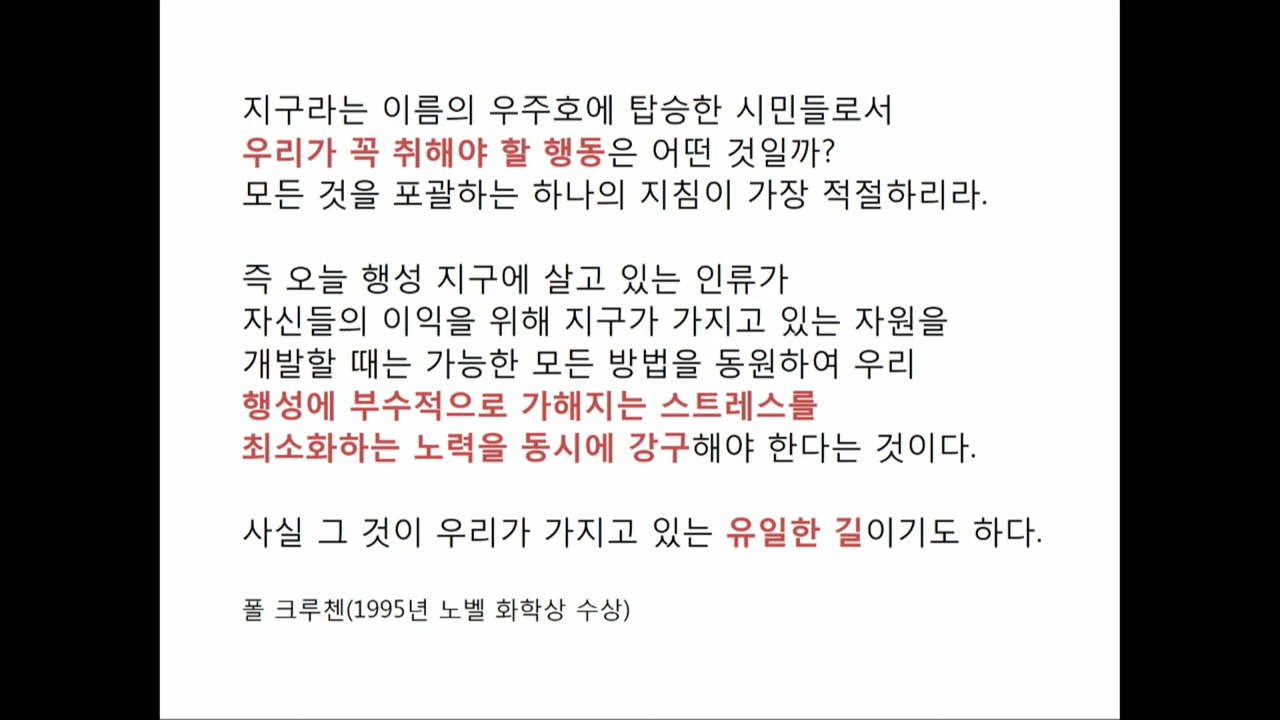 지구라는 이름의 우주호에 탑승한 시민들로서
우리가 꼭 취해야 할 행동은 어떤 것일까?
모든 것을 포괄하는 하나의 지침이 가장 적절하리라.
즉 오늘 행성 지구에 살고 있는 인류가
자신들의 이익을 위해 지구가 가지고 있는 자원을
개발할 때는 가능한 모든 방법을 동원하여 우리
행성에 부수적으로 가해지는 스트레스를
최소화하는 노력을 동시에 강구해야 한다는 것이다.
사실 그 것이 우리가 가지고 있는 유일한 길이기도 하다.
폴 크루첸(1995년 노벨 화학상 수상)